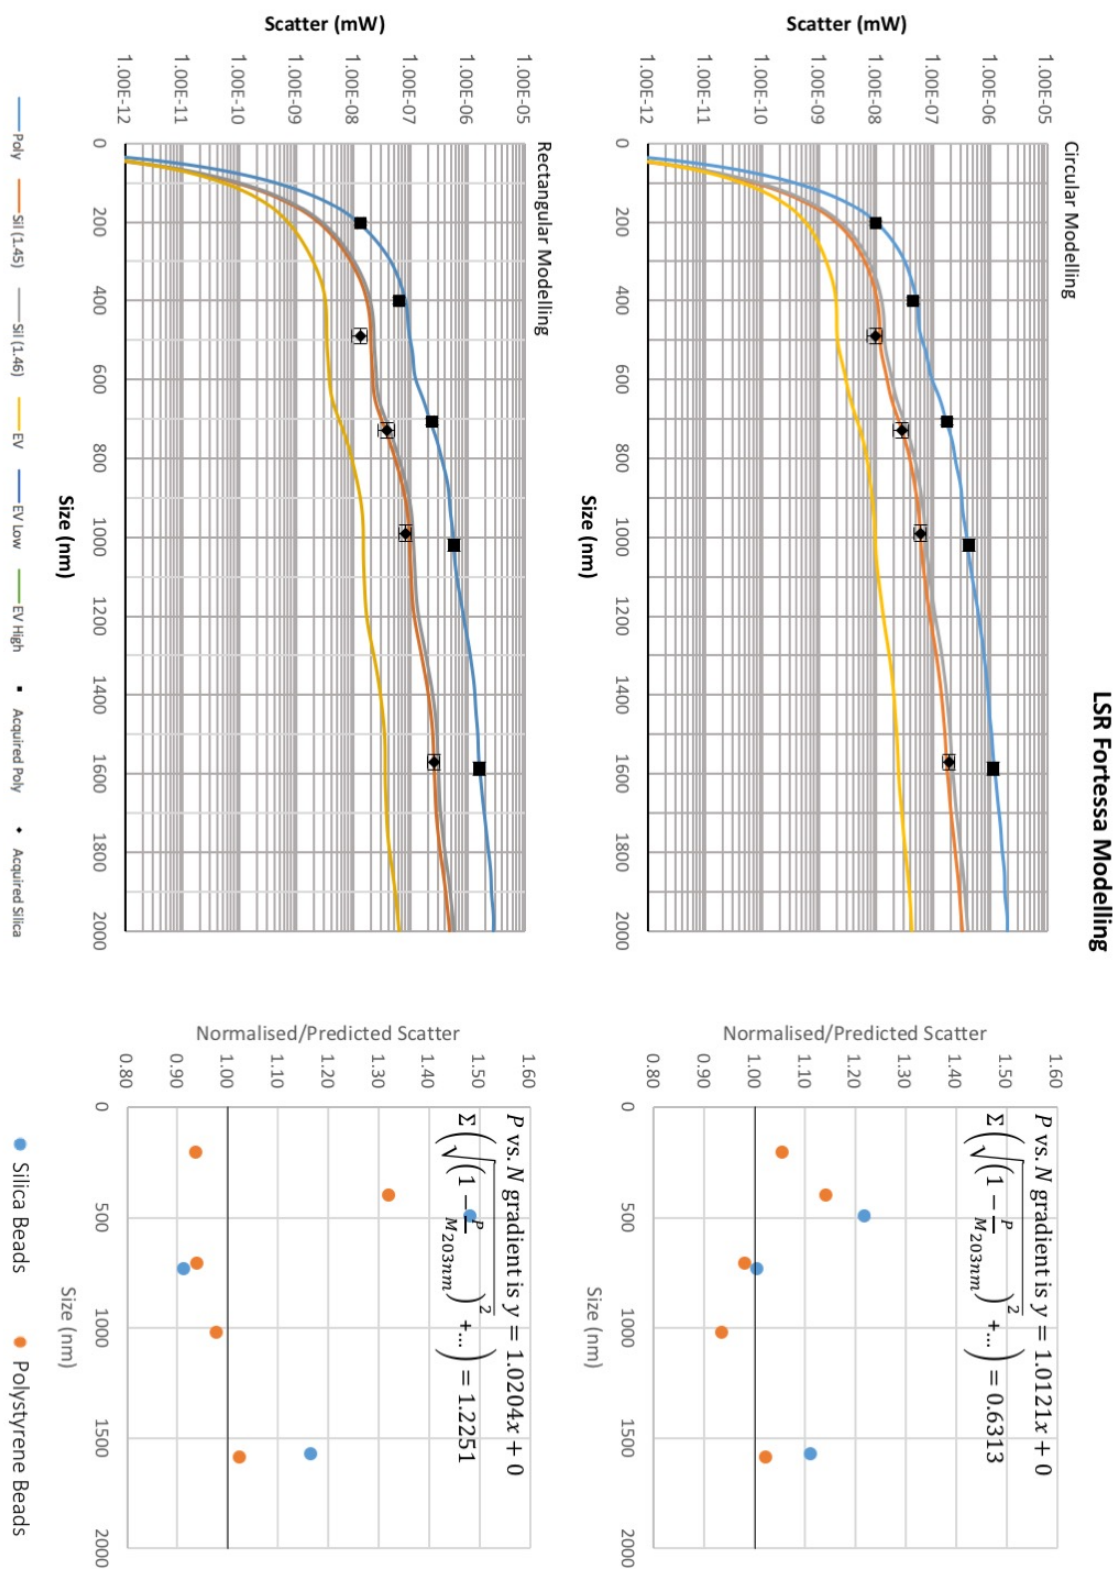 LSR Fortessa Modelling
Circular Modelling
Scatter (mW)
1.00E-05
1.00E-06
1.00E-07
1.00E-08
1.00E-09
1.00E-10
1.00E-11
1.00E-12
0 200 400 600 800 1000 1200 1400 1600 1800 2000
Size (nm)
Normalised/Predicted Scatter
1.60
1.50
1.40
1.30
1.20
1.10
1.00
0.90
0.80
P vs. N gradient is y = 1.0121x + 0
Σ (√(1 − P/M203nm)² +...) = 0.6313
0 500 1000 1500 2000
Size (nm)
Rectangular Modelling
Scatter (mW)
1.00E-05
1.00E-06
1.00E-07
1.00E-08
1.00E-09
1.00E-10
1.00E-11
1.00E-12
0 200 400 600 800 1000 1200 1400 1600 1800 2000
Size (nm)
Poly Sil (1.45) Sil (1.46) EV EV Low EV High Acquired Poly Acquired Silica
Normalised/Predicted Scatter
1.60
1.50
1.40
1.30
1.20
1.10
1.00
0.90
0.80
P vs. N gradient is y = 1.0204x + 0
Σ (√(1 − P/M203nm)² +...) = 1.2251
0 500 1000 1500 2000
Size (nm)
Silica Beads Polystyrene Beads